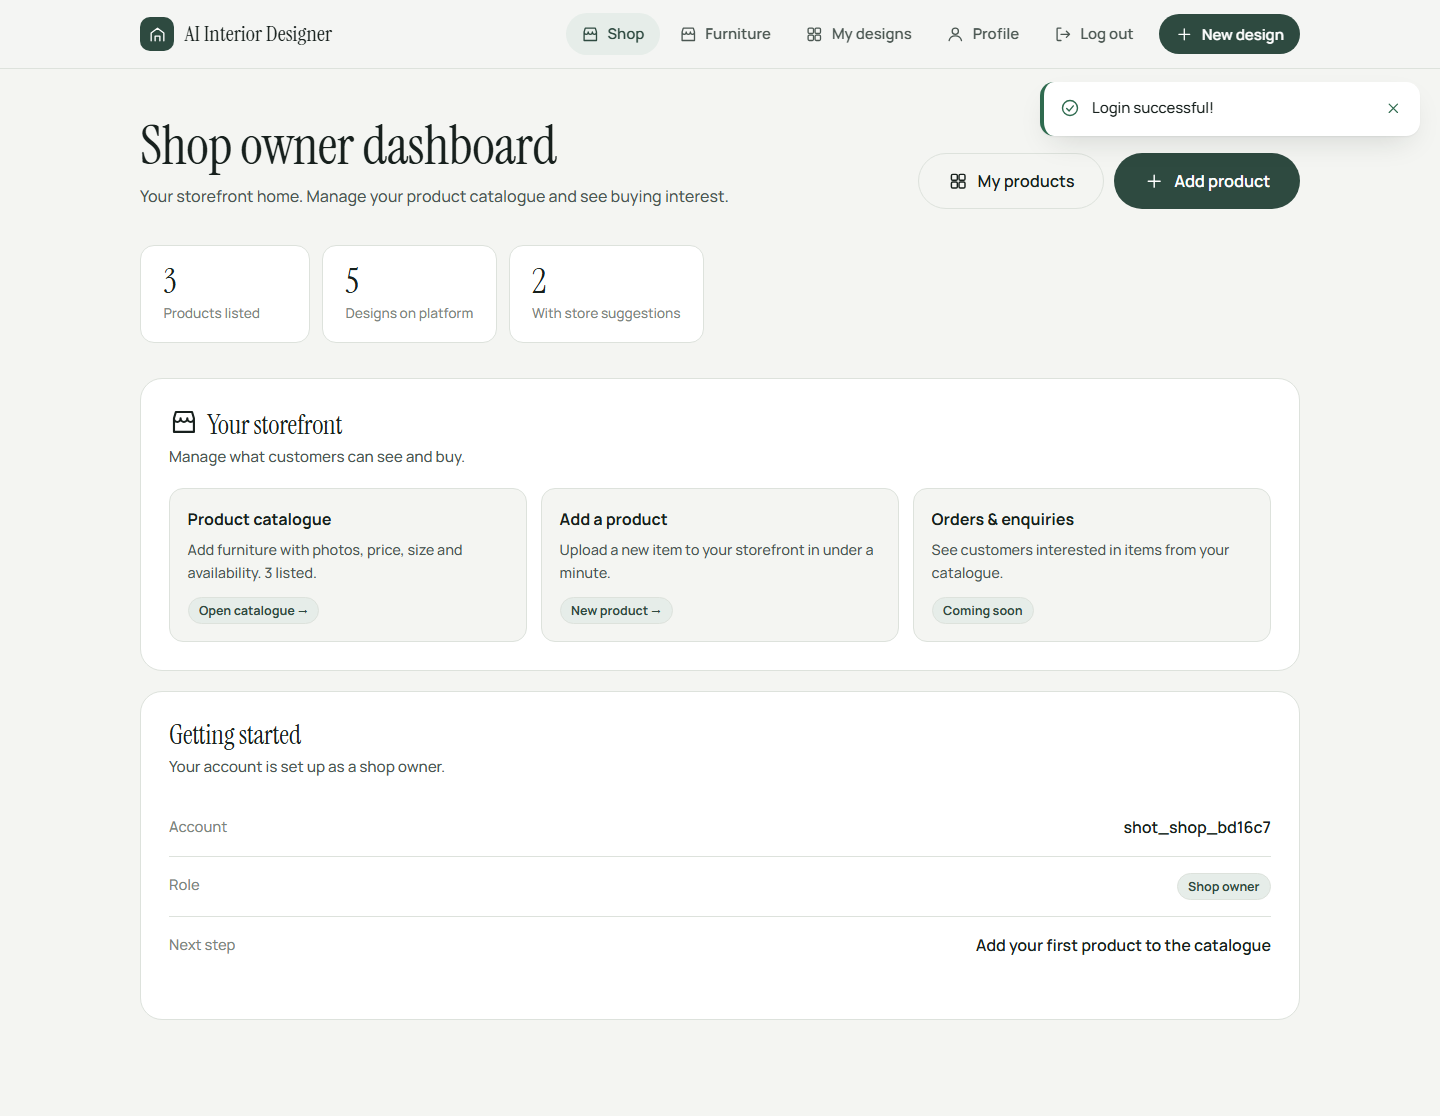 AI Interior Designer
Shop
Furniture
My designs
Profile
Log out
New design
Login successful!
Shop owner dashboard
Your storefront home. Manage your product catalogue and see buying interest.
My products
Add product
3
Products listed
5
Designs on platform
2
With store suggestions
Your storefront
Manage what customers can see and buy.
Product catalogue
Add furniture with photos, price, size and
availability. 3 listed.
Open catalogue →
Add a product
Upload a new item to your storefront in under a
minute.
New product →
Orders & enquiries
See customers interested in items from your
catalogue.
Coming soon
Getting started
Your account is set up as a shop owner.
Account
shot_shop_bd16c7
Role
Shop owner
Next step
Add your first product to the catalogue